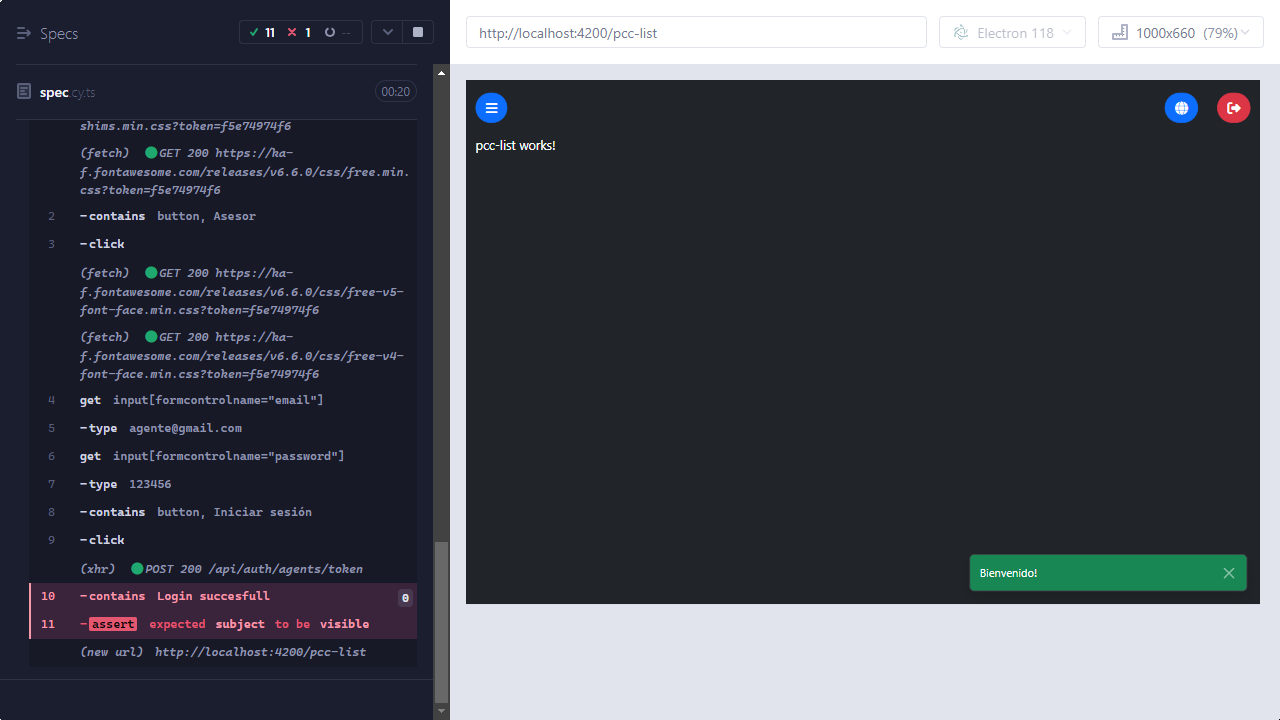 Specs
11
1
--
spec.cy.ts
00:20
shims.min.css?token=f5e74974f6
(fetch) GET 200 https://ka-
f.fontawesome.com/releases/v6.6.0/css/free.min.
css?token=f5e74974f6
2 -contains button, Asesor
3 -click
(fetch) GET 200 https://ka-
f.fontawesome.com/releases/v6.6.0/css/free-v5-
font-face.min.css?token=f5e74974f6
(fetch) GET 200 https://ka-
f.fontawesome.com/releases/v6.6.0/css/free-v4-
font-face.min.css?token=f5e74974f6
4 get input[formcontrolname="email"]
5 -type agente@gmail.com
6 get input[formcontrolname="password"]
7 -type 123456
8 -contains button, Iniciar sesión
9 -click
(xhr) POST 200 /api/auth/agents/token
10 -contains Login succesfull 0
11 -assert expected subject to be visible
(new url) http://localhost:4200/pcc-list
http://localhost:4200/pcc-list
Electron 118
1000x660 (79%)
pcc-list works!
Bienvenido!